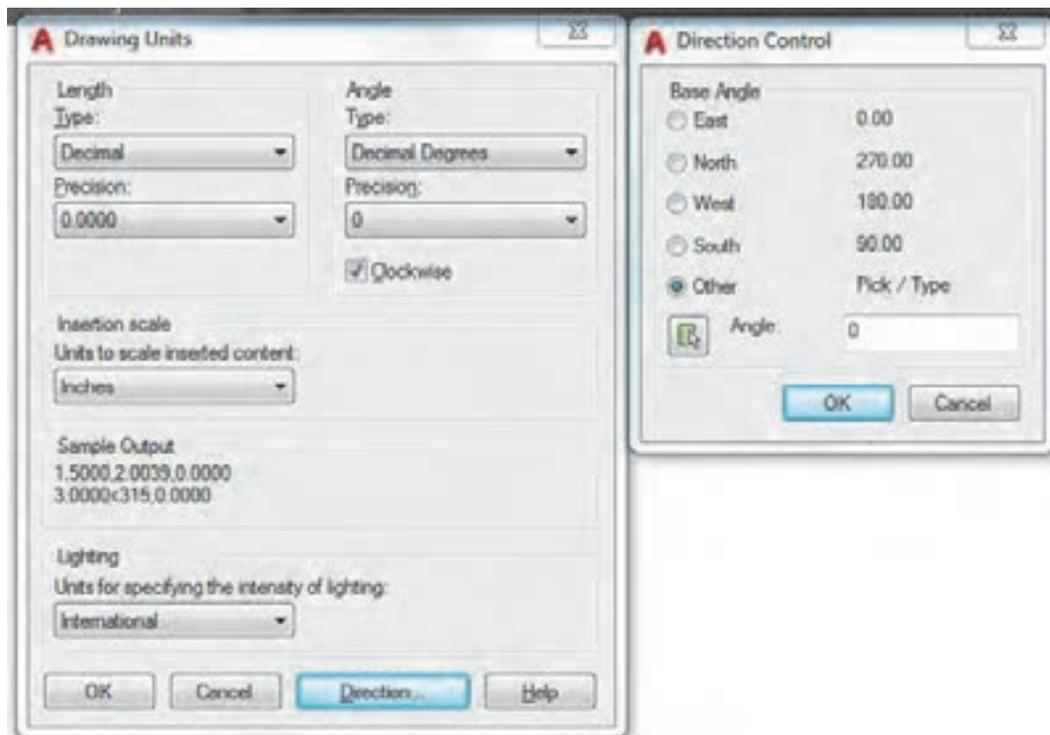 Drawing Units
Length
Type:
Decimal
Precision:
0.0000
Angle
Type:
Decimal Degrees
Precision:
0
Clockwise
Insertion scale
Units to scale inserted content:
Inches
Sample Output
1.5000,2.0039,0.0000
3.0000<315,0.0000
Lighting
Units for specifying the intensity of lighting:
International
OK
Cancel
Direction...
Help
Direction Control
Base Angle
East 0.00
North 270.00
West 180.00
South 90.00
Other Pick / Type
Angle: 0
OK
Cancel